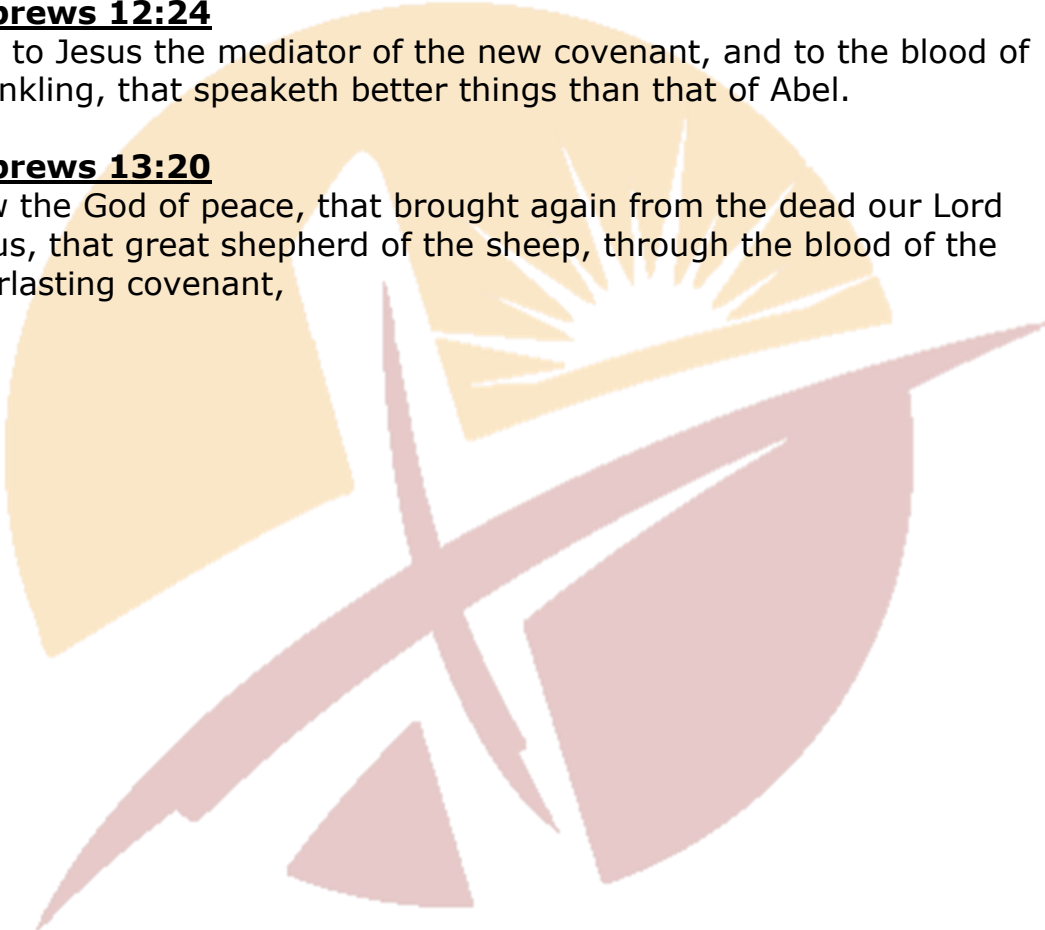 brews 12:24
to Jesus the mediator of the new covenant, and to the blood of
nkling, that speaketh better things than that of Abel.
brews 13:20
the God of peace, that brought again from the dead our Lord
us, that great shepherd of the sheep, through the blood of the
rlasting covenant,